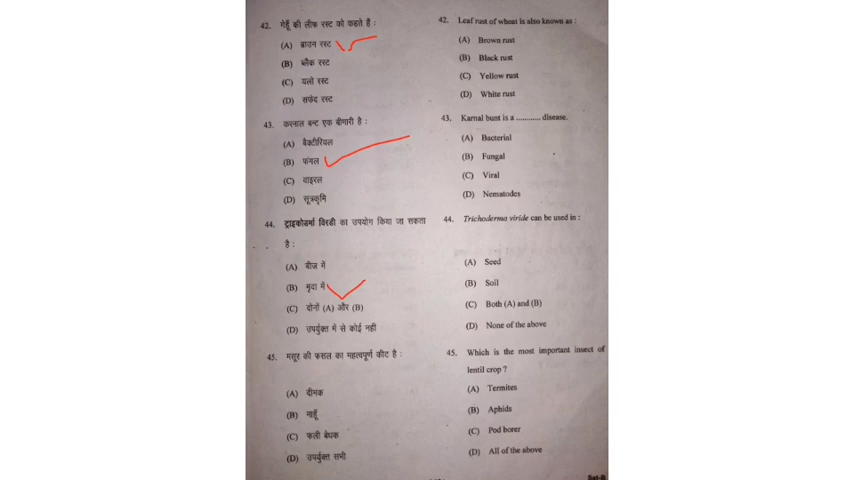 42. गेहूँ की लीफ रस्ट को कहते हैं :
(A) ब्राउन रस्ट
(B) ब्लैक रस्ट
(C) यलो रस्ट
(D) सफेद रस्ट
43. करनाल बन्ट एक बीमारी है :
(A) बैक्टीरियल
(B) फंगल
(C) वाइरल
(D) सूत्रकृमि
44. ट्राइकोडर्मा विरडी का उपयोग किया जा सकता
है :
(A) बीज में
(B) मृदा में
(C) दोनों (A) और (B)
(D) उपर्युक्त में से कोई नहीं
45. मसूर की फसल का महत्वपूर्ण कीट है :
(A) दीमक
(B) माहूँ
(C) फली बेधक
(D) उपर्युक्त सभी
42. Leaf rust of wheat is also known as :
(A) Brown rust
(B) Black rust
(C) Yellow rust
(D) White rust
43. Karnal bunt is a ........... disease.
(A) Bacterial
(B) Fungal
(C) Viral
(D) Nematodes
44. Trichoderma viride can be used in :
(A) Seed
(B) Soil
(C) Both (A) and (B)
(D) None of the above
45. Which is the most important insect of
lentil crop ?
(A) Termites
(B) Aphids
(C) Pod borer
(D) All of the above